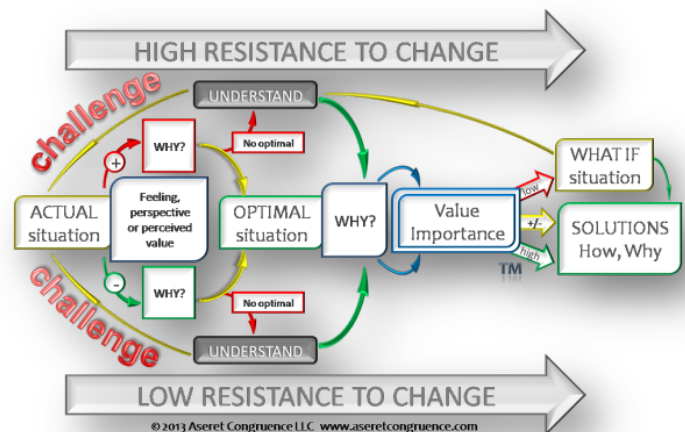 HIGH RESISTANCE TO CHANGE
challenge
UNDERSTAND
WHY?
No optimal
+
WHAT IF
situation
ACTUAL
situation
Feeling,
perspective
or perceived
value
OPTIMAL
situation
WHY?
Value
Importance
low
+/-
high
SOLUTIONS
How, Why
TM
-
WHY?
No optimal
challenge
UNDERSTAND
LOW RESISTANCE TO CHANGE
© 2013 Aseret Congruence LLC www.aseretcongruence.com